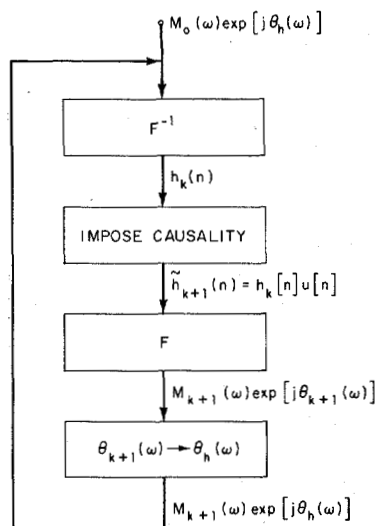 M₀(ω) exp [jθₕ(ω)]
F⁻¹
hₖ(n)
IMPOSE CAUSALITY
h̃ₖ₊₁(n) = hₖ[n] u[n]
F
Mₖ₊₁(ω) exp [jθₖ₊₁(ω)]
θₖ₊₁(ω) → θₕ(ω)
Mₖ₊₁(ω) exp [jθₕ(ω)]